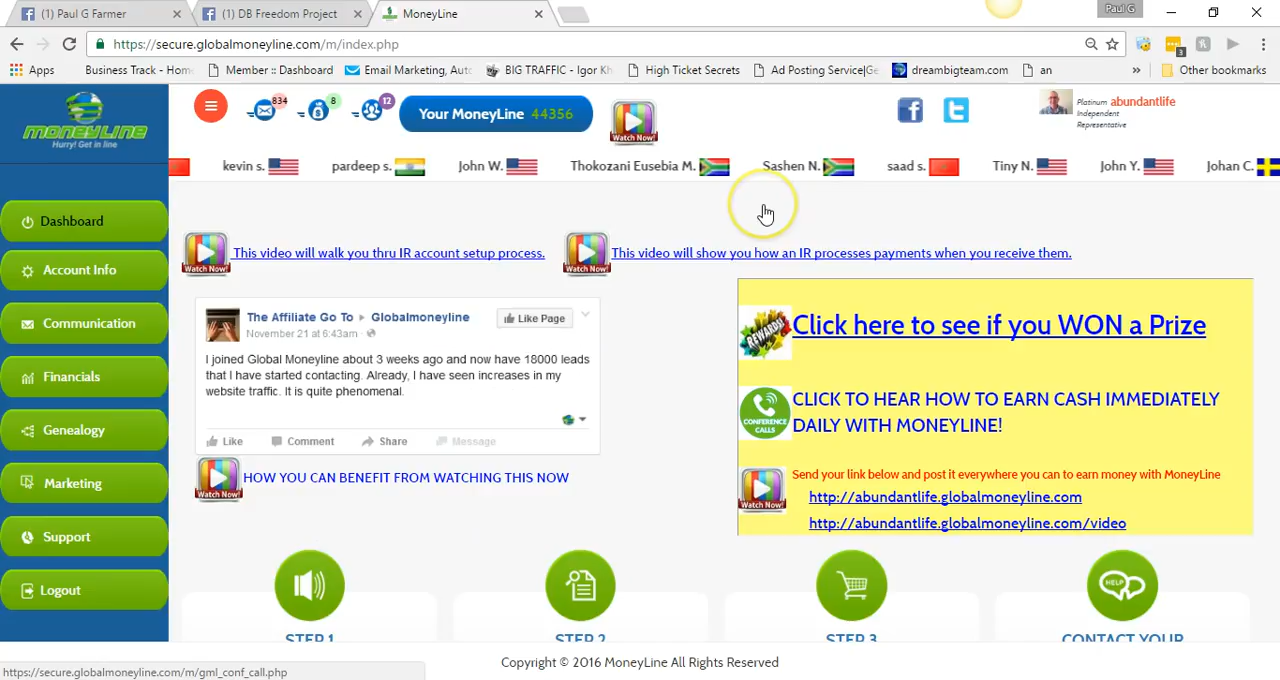 (1) Paul G Farmer
(1) DB Freedom Project
MoneyLine
Paul G
https://secure.globalmoneyline.com/m/index.php
3
Apps
Business Track - Hom
Member :: Dashboard
Email Marketing, Auto
BIG TRAFFIC - Igor Kh
High Ticket Secrets
Ad Posting Service|Ge
dreambigteam.com
an
»
Other bookmarks
MONEYLINE
Hurry! Get in line
834
8
12
Your MoneyLine 44356
Watch Now!
Platinum abundantlife
Independent
Representative
kevin s.
pardeep s.
John W.
Thokozani Eusebia M.
Sashen N.
saad s.
Tiny N.
John Y.
Johan C.
Dashboard
Account Info
Communication
Financials
Genealogy
Marketing
Support
Logout
Watch Now!
This video will walk you thru IR account setup process.
Watch Now!
This video will show you how an IR processes payments when you receive them.
The Affiliate Go To ▸ Globalmoneyline
November 21 at 6:43am
Like Page
I joined Global Moneyline about 3 weeks ago and now have 18000 leads
that I have started contacting. Already, I have seen increases in my
website traffic. It is quite phenomenal.
Like
Comment
Share
Message
Watch Now!
HOW YOU CAN BENEFIT FROM WATCHING THIS NOW
REWARDS!
Click here to see if you WON a Prize
CONFERENCE
CALLS
CLICK TO HEAR HOW TO EARN CASH IMMEDIATELY
DAILY WITH MONEYLINE!
Watch Now!
Send your link below and post it everywhere you can to earn money with MoneyLine
http://abundantlife.globalmoneyline.com
http://abundantlife.globalmoneyline.com/video
HELP
STEP 1
STEP 2
STEP 3
CONTACT YOUR
Copyright © 2016 MoneyLine All Rights Reserved
https://secure.globalmoneyline.com/m/gml_conf_call.php